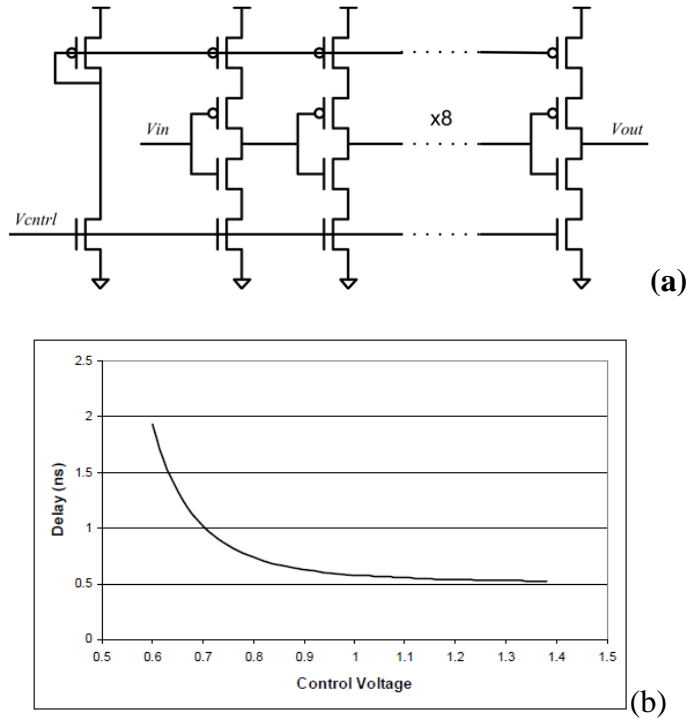 Vin
x8
Vout
Vcntrl
(a)
2.5
2
1.5
1
0.5
0
Delay (ns)
0.5 0.6 0.7 0.8 0.9 1 1.1 1.2 1.3 1.4 1.5
Control Voltage
(b)